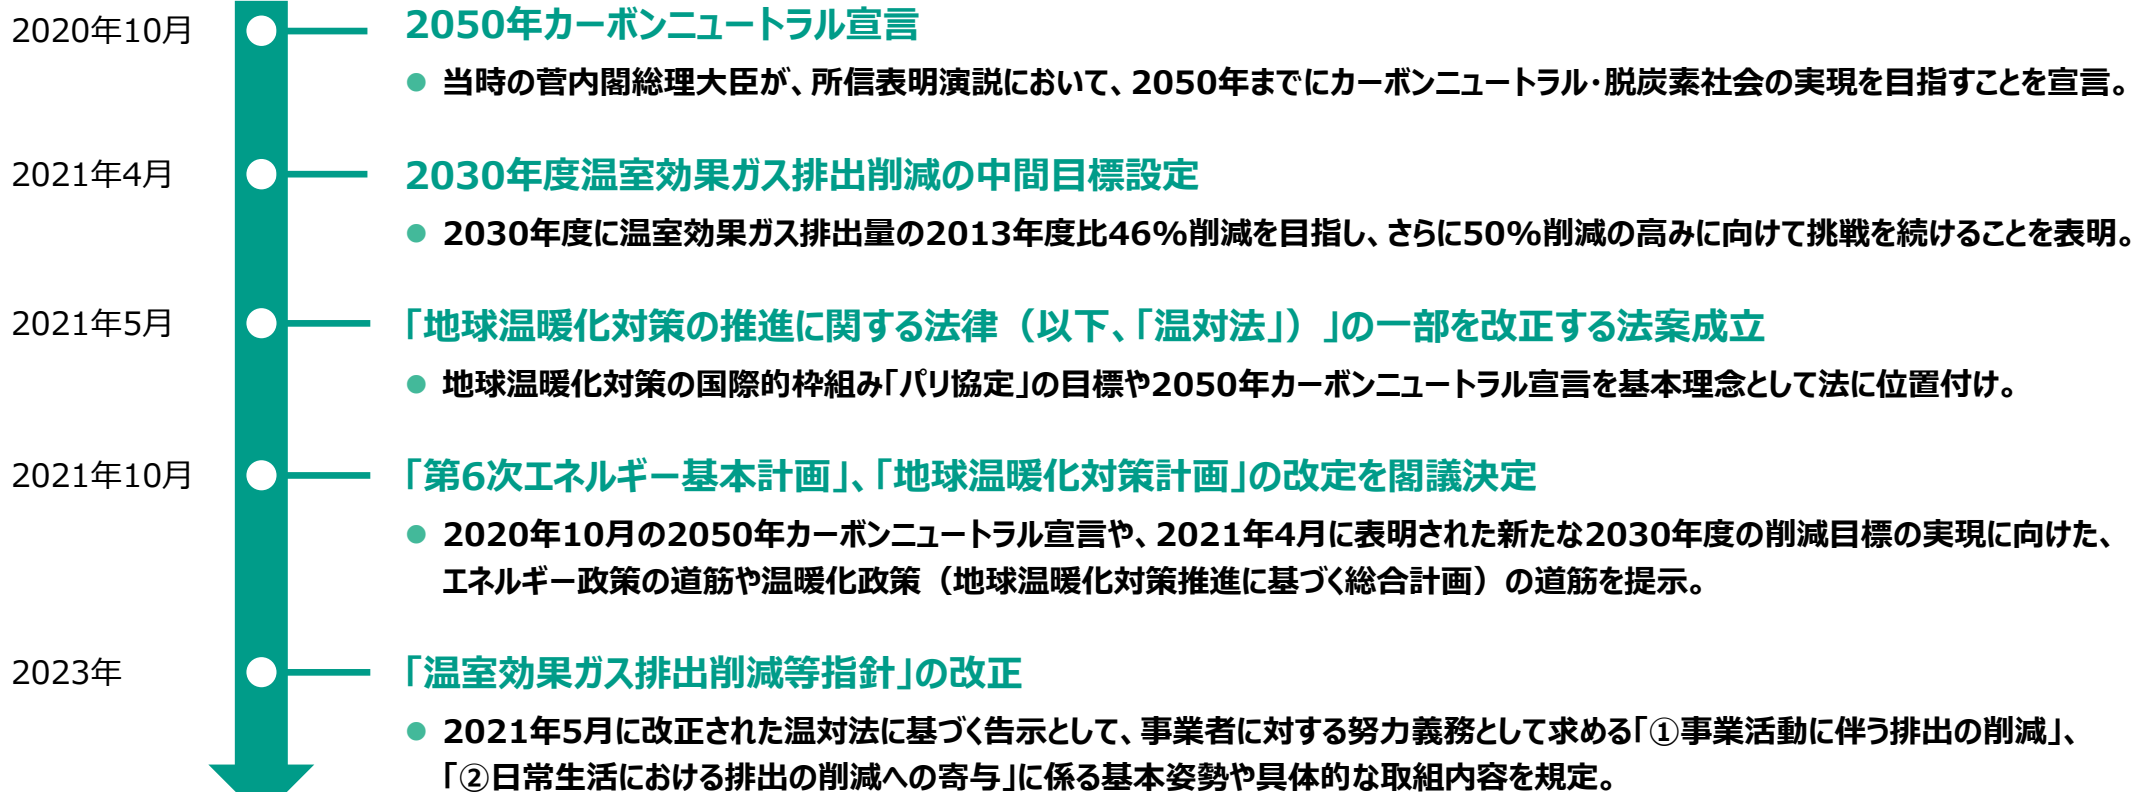 2020年10月
2050年カーボンニュートラル宣言
● 当時の菅内閣総理大臣が、所信表明演説において、2050年までにカーボンニュートラル・脱炭素社会の実現を目指すことを宣言。
2021年4月
2030年度温室効果ガス排出削減の中間目標設定
● 2030年度に温室効果ガス排出量の2013年度比46%削減を目指し、さらに50%削減の高みに向けて挑戦を続けることを表明。
2021年5月
「地球温暖化対策の推進に関する法律（以下、「温対法」）」の一部を改正する法案成立
● 地球温暖化対策の国際的枠組み「パリ協定」の目標や2050年カーボンニュートラル宣言を基本理念として法に位置付け。
2021年10月
「第6次エネルギー基本計画」、「地球温暖化対策計画」の改定を閣議決定
● 2020年10月の2050年カーボンニュートラル宣言や、2021年4月に表明された新たな2030年度の削減目標の実現に向けた、
エネルギー政策の道筋や温暖化政策（地球温暖化対策推進に基づく総合計画）の道筋を提示。
2023年
「温室効果ガス排出削減等指針」の改正
● 2021年5月に改正された温対法に基づく告示として、事業者に対する努力義務として求める「①事業活動に伴う排出の削減」、
「②日常生活における排出の削減への寄与」に係る基本姿勢や具体的な取組内容を規定。